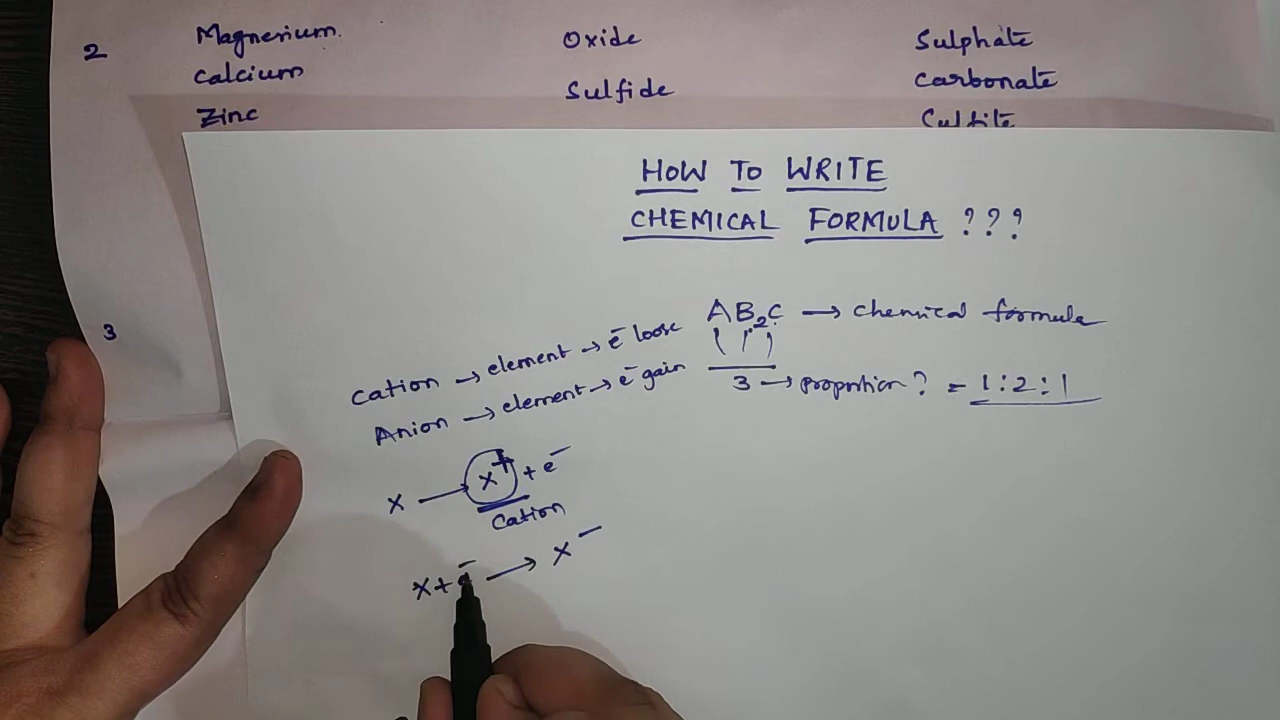 2 Magnesium. Oxide Sulphate
Calcium Sulfide Carbonate
Zinc
HOW TO WRITE
CHEMICAL FORMULA ???
3
AB₂C → chemical formule
3 → proportion? = 1:2:1
Cation → element → e⁻ loose
Anion → element → e⁻ gain
x → x⁺ + e⁻
Cation
x + e⁻ → x⁻